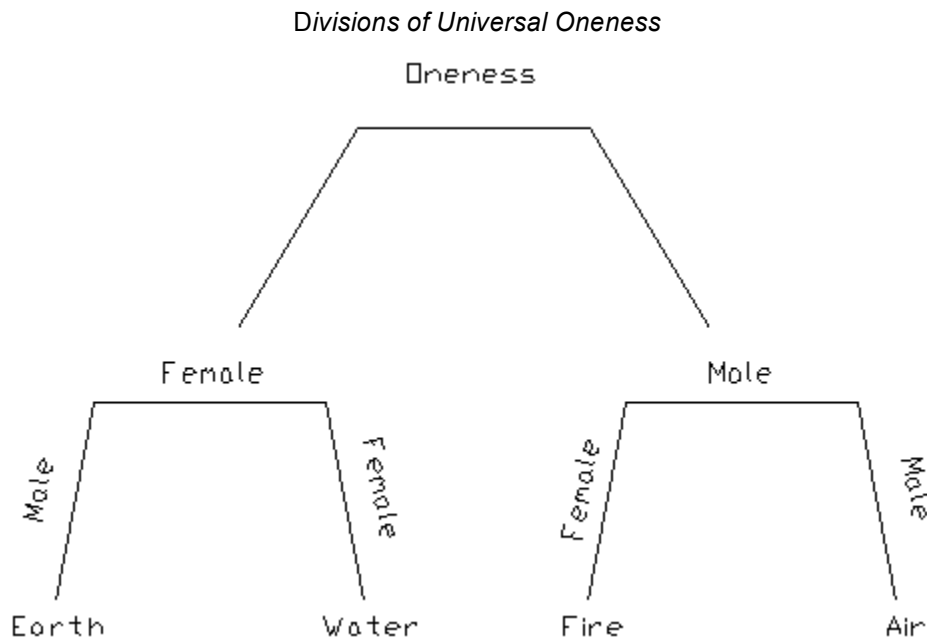 Divisions of Universal Oneness
Oneness
Female Male
Male Female Female Male
Earth Water Fire Air